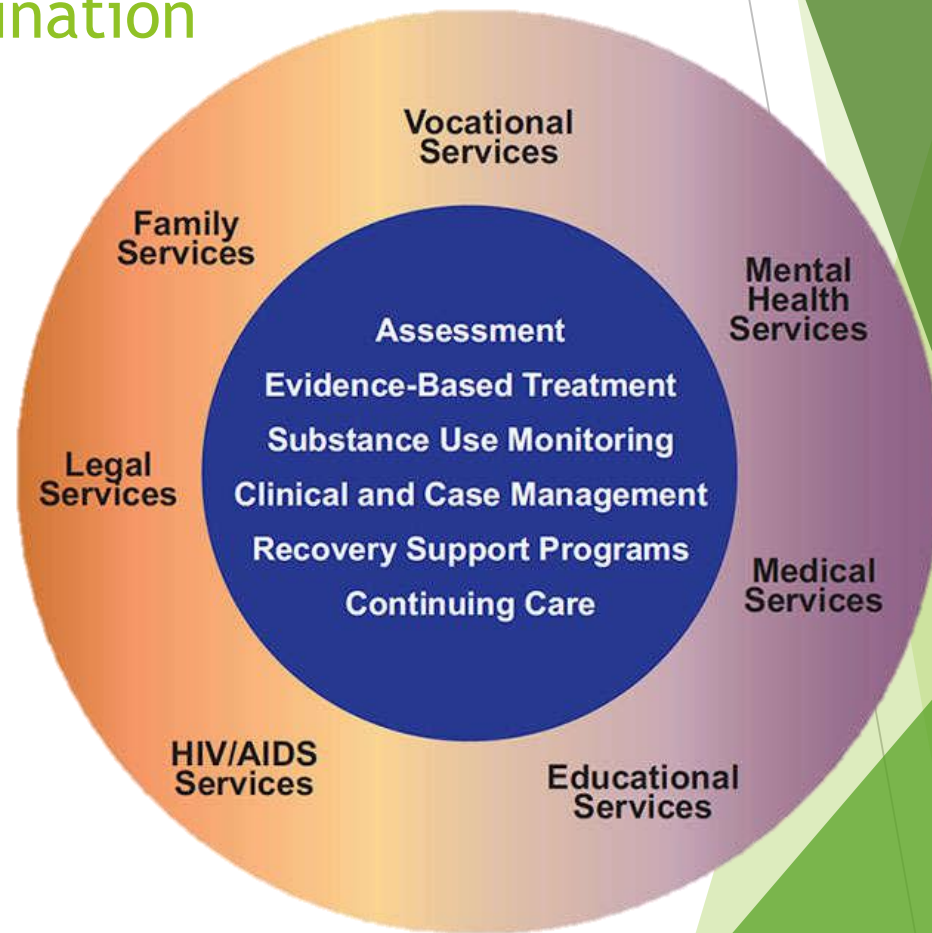 Vocational
Services
Family
Services
Mental
Health
Services
Assessment
Evidence-Based Treatment
Substance Use Monitoring
Clinical and Case Management
Recovery Support Programs
Continuing Care
Legal
Services
Medical
Services
HIV/AIDS
Services
Educational
Services